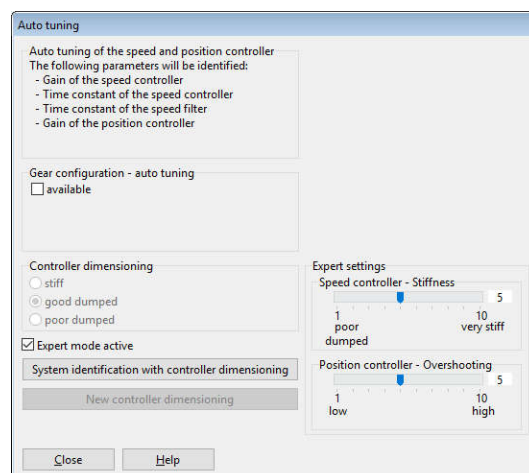 Auto tuning
Auto tuning of the speed and position controller
The following parameters will be identified:
- Gain of the speed controller
- Time constant of the speed controller
- Time constant of the speed filter
- Gain of the position controller
Gear configuration - auto tuning
available
Controller dimensioning
stiff
good dumped
poor dumped
Expert mode active
System identification with controller dimensioning
New controller dimensioning
Expert settings
Speed controller - Stiffness
5
1 10
poor very stiff
dumped
Position controller - Overshooting
5
1 10
low high
Close Help